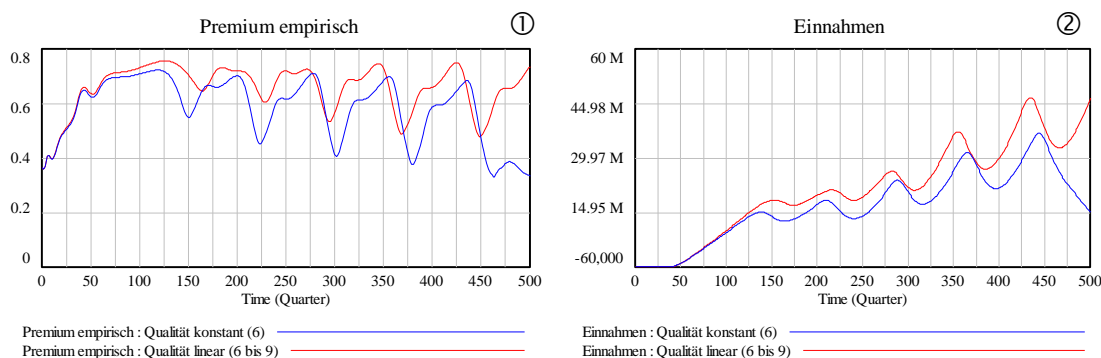 Premium empirisch
①
0.8
0.6
0.4
0.2
0
0 50 100 150 200 250 300 350 400 450 500
Time (Quarter)
Premium empirisch : Qualität konstant (6)
Premium empirisch : Qualität linear (6 bis 9)
Einnahmen
②
60 M
44.98 M
29.97 M
14.95 M
-60,000
0 50 100 150 200 250 300 350 400 450 500
Time (Quarter)
Einnahmen : Qualität konstant (6)
Einnahmen : Qualität linear (6 bis 9)